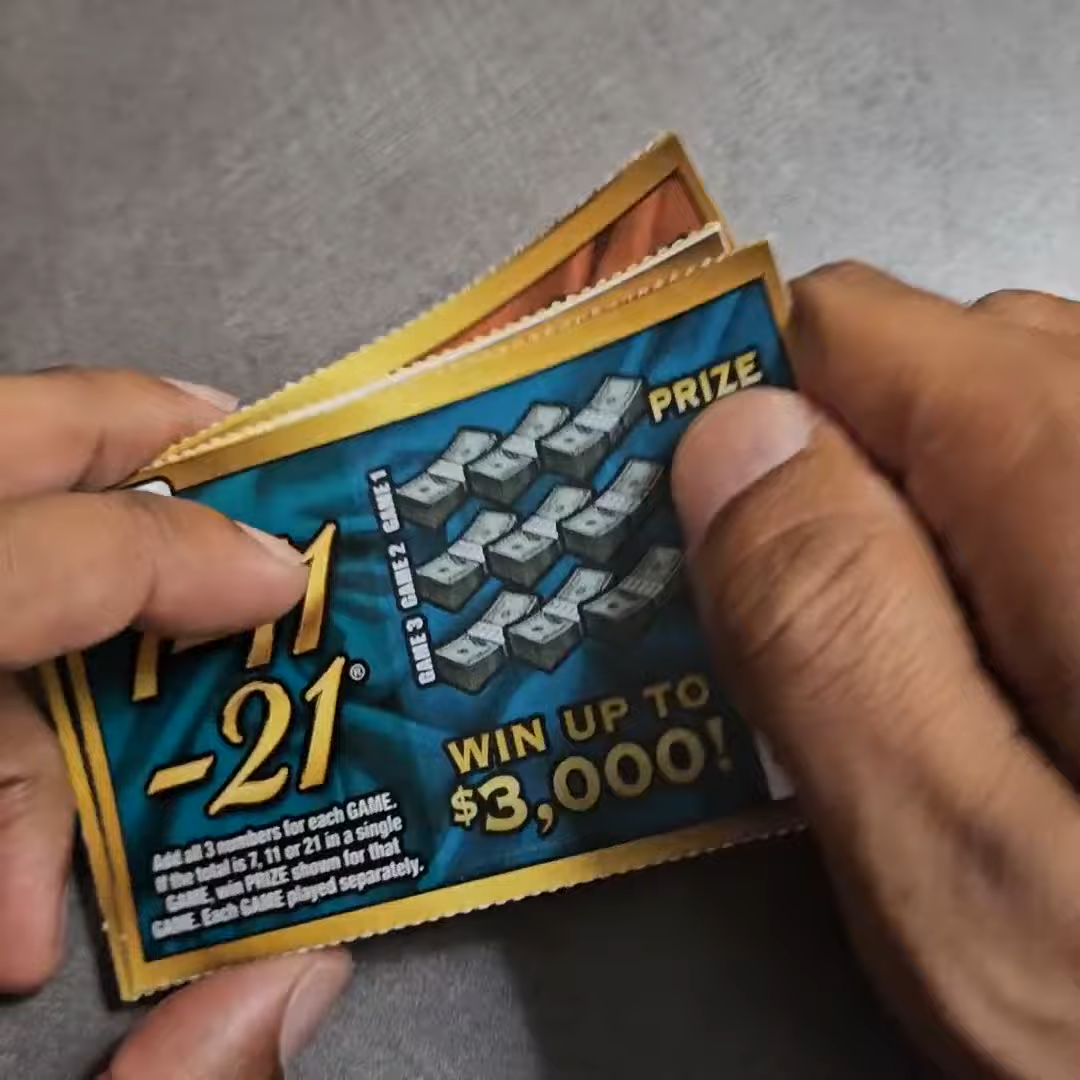 PRIZE
GAME 1
GAME 2
GAME 3
11
-21®
WIN UP TO
$3,000!
Add all 3 numbers for each GAME.
If the total is 7, 11 or 21 in a single
GAME, win PRIZE shown for that
GAME. Each GAME played separately.